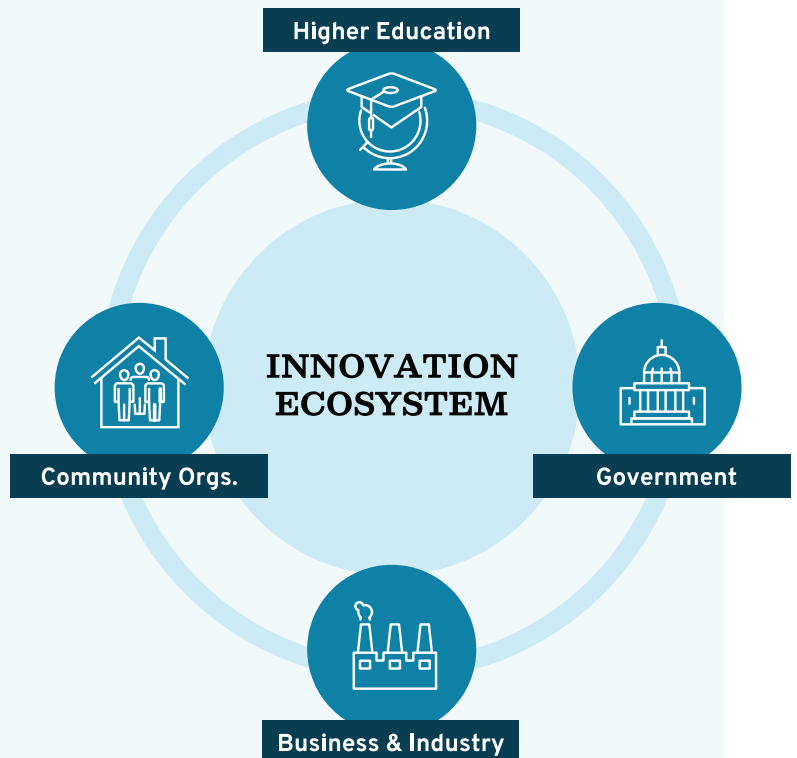 Higher Education
INNOVATION
ECOSYSTEM
Community Orgs.
Government
Business & Industry